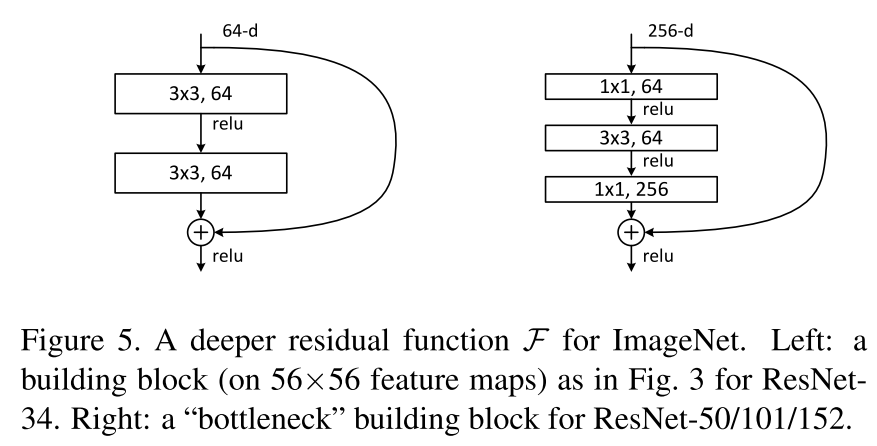 64-d
3x3, 64
relu
3x3, 64
+
relu
256-d
1x1, 64
relu
3x3, 64
relu
1x1, 256
+
relu
Figure 5. A deeper residual function ℱ for ImageNet. Left: a
building block (on 56×56 feature maps) as in Fig. 3 for ResNet-
34. Right: a “bottleneck” building block for ResNet-50/101/152.